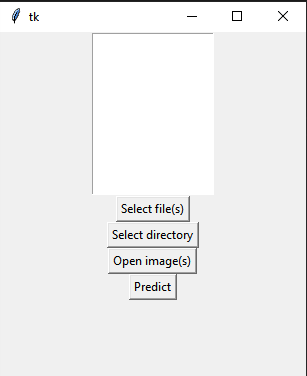 tk
Select file(s)
Select directory
Open image(s)
Predict